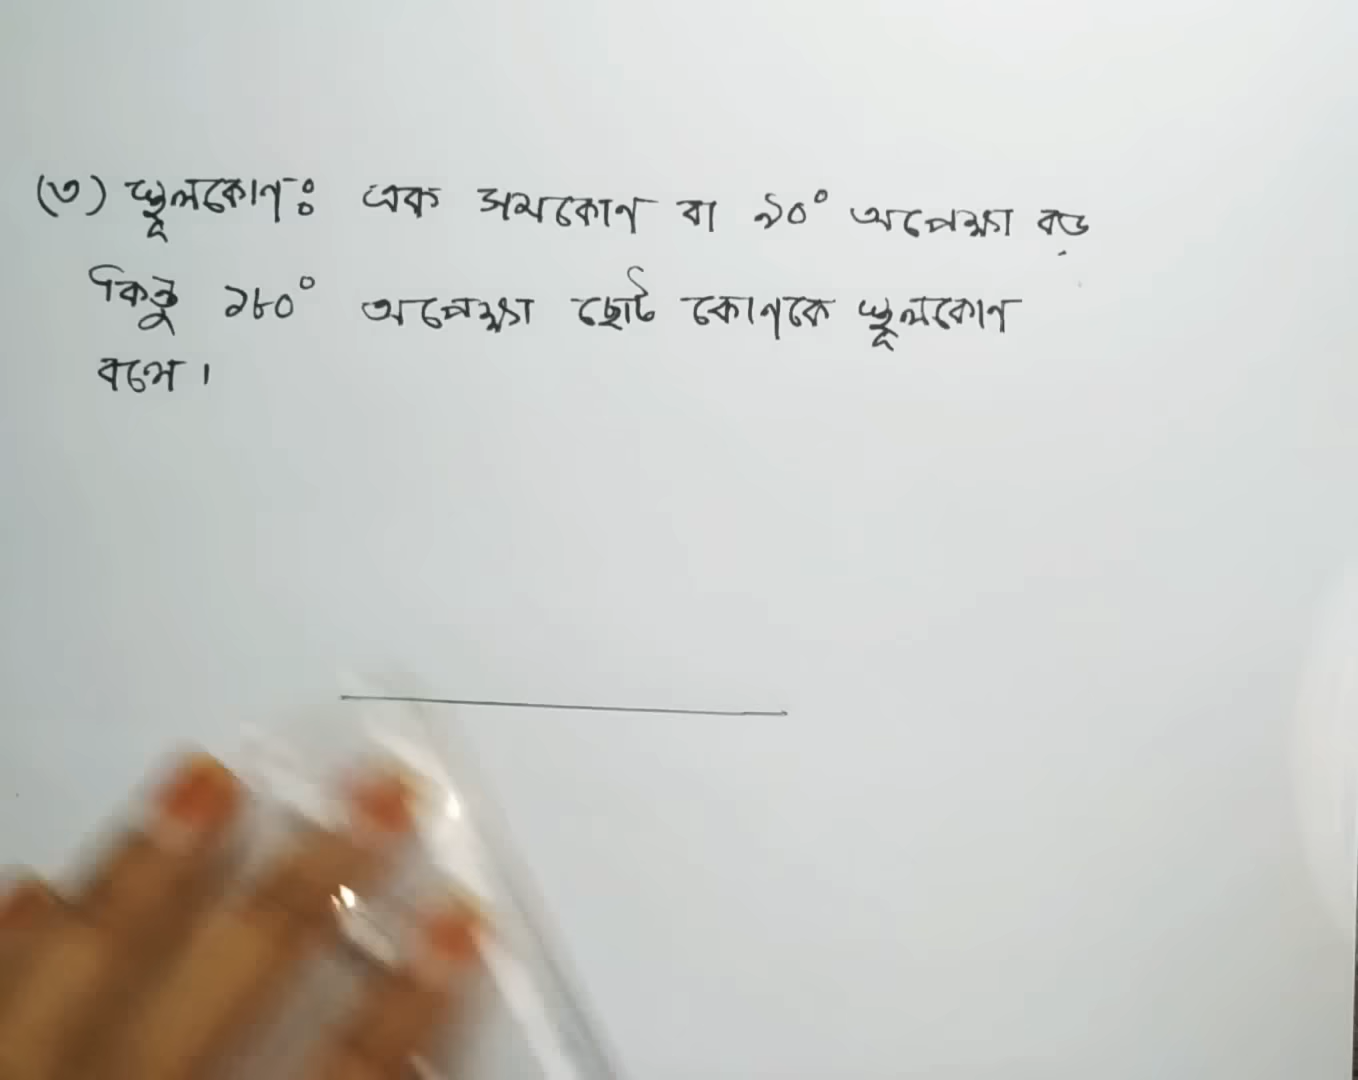 (৩) স্থূলকোণঃ এক সমকোণ বা ৯০° অপেক্ষা বড়
কিন্তু ১৮০° অপেক্ষা ছোট কোণকে স্থূলকোণ
বলে।